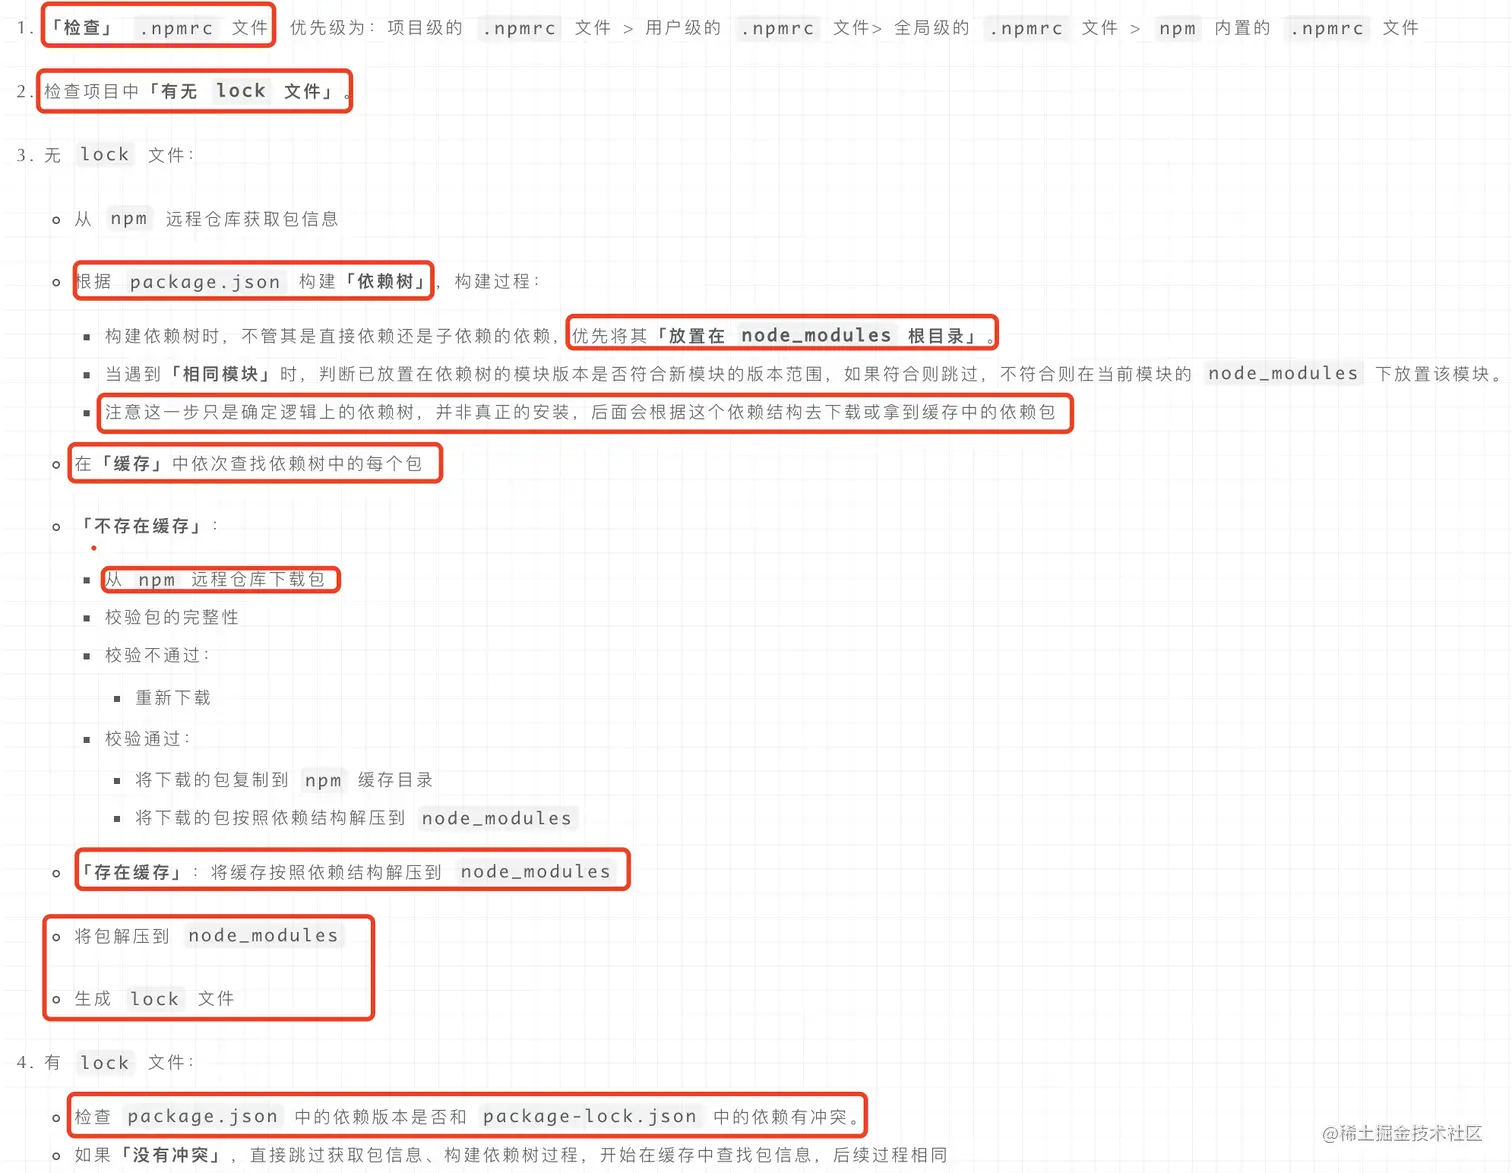 1. 「检查」 .npmrc 文件 优先级为：项目级的 .npmrc 文件 > 用户级的 .npmrc 文件> 全局级的 .npmrc 文件 > npm 内置的 .npmrc 文件
2. 检查项目中「有无 lock 文件」。
3. 无 lock 文件：
从 npm 远程仓库获取包信息
根据 package.json 构建「依赖树」，构建过程：
构建依赖树时，不管其是直接依赖还是子依赖的依赖，优先将其「放置在 node_modules 根目录」。
当遇到「相同模块」时，判断已放置在依赖树的模块版本是否符合新模块的版本范围，如果符合则跳过，不符合则在当前模块的 node_modules 下放置该模块。
注意这一步只是确定逻辑上的依赖树，并非真正的安装，后面会根据这个依赖结构去下载或拿到缓存中的依赖包
在「缓存」中依次查找依赖树中的每个包
「不存在缓存」：
从 npm 远程仓库下载包
校验包的完整性
校验不通过：
重新下载
校验通过：
将下载的包复制到 npm 缓存目录
将下载的包按照依赖结构解压到 node_modules
「存在缓存」：将缓存按照依赖结构解压到 node_modules
将包解压到 node_modules
生成 lock 文件
4. 有 lock 文件：
检查 package.json 中的依赖版本是否和 package-lock.json 中的依赖有冲突。
如果「没有冲突」，直接跳过获取包信息、构建依赖树过程，开始在缓存中查找包信息，后续过程相同
@稀土掘金技术社区